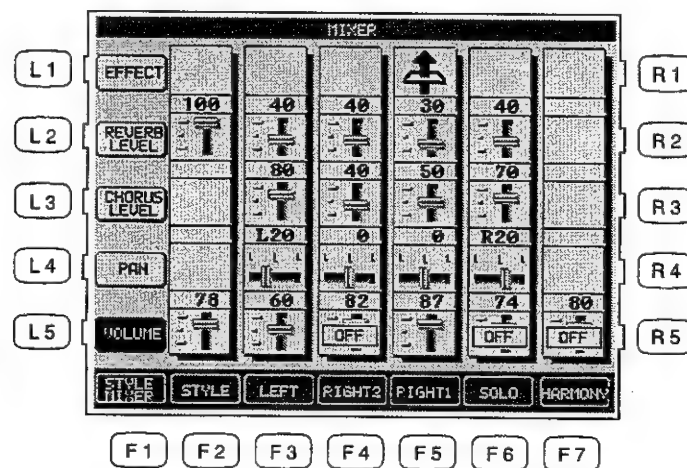 MIXER
L1 EFFECT R1
100 40 40 30 40
L2 REVERB LEVEL R2
80 40 50 70
L3 CHORUS LEVEL R3
L20 0 0 R20
L4 PAN R4
78 60 82 87 74 80
L5 VOLUME OFF OFF OFF R5
STYLE MIXER STYLE LEFT RIGHT2 RIGHT1 SOLO HARMONY
F1 F2 F3 F4 F5 F6 F7